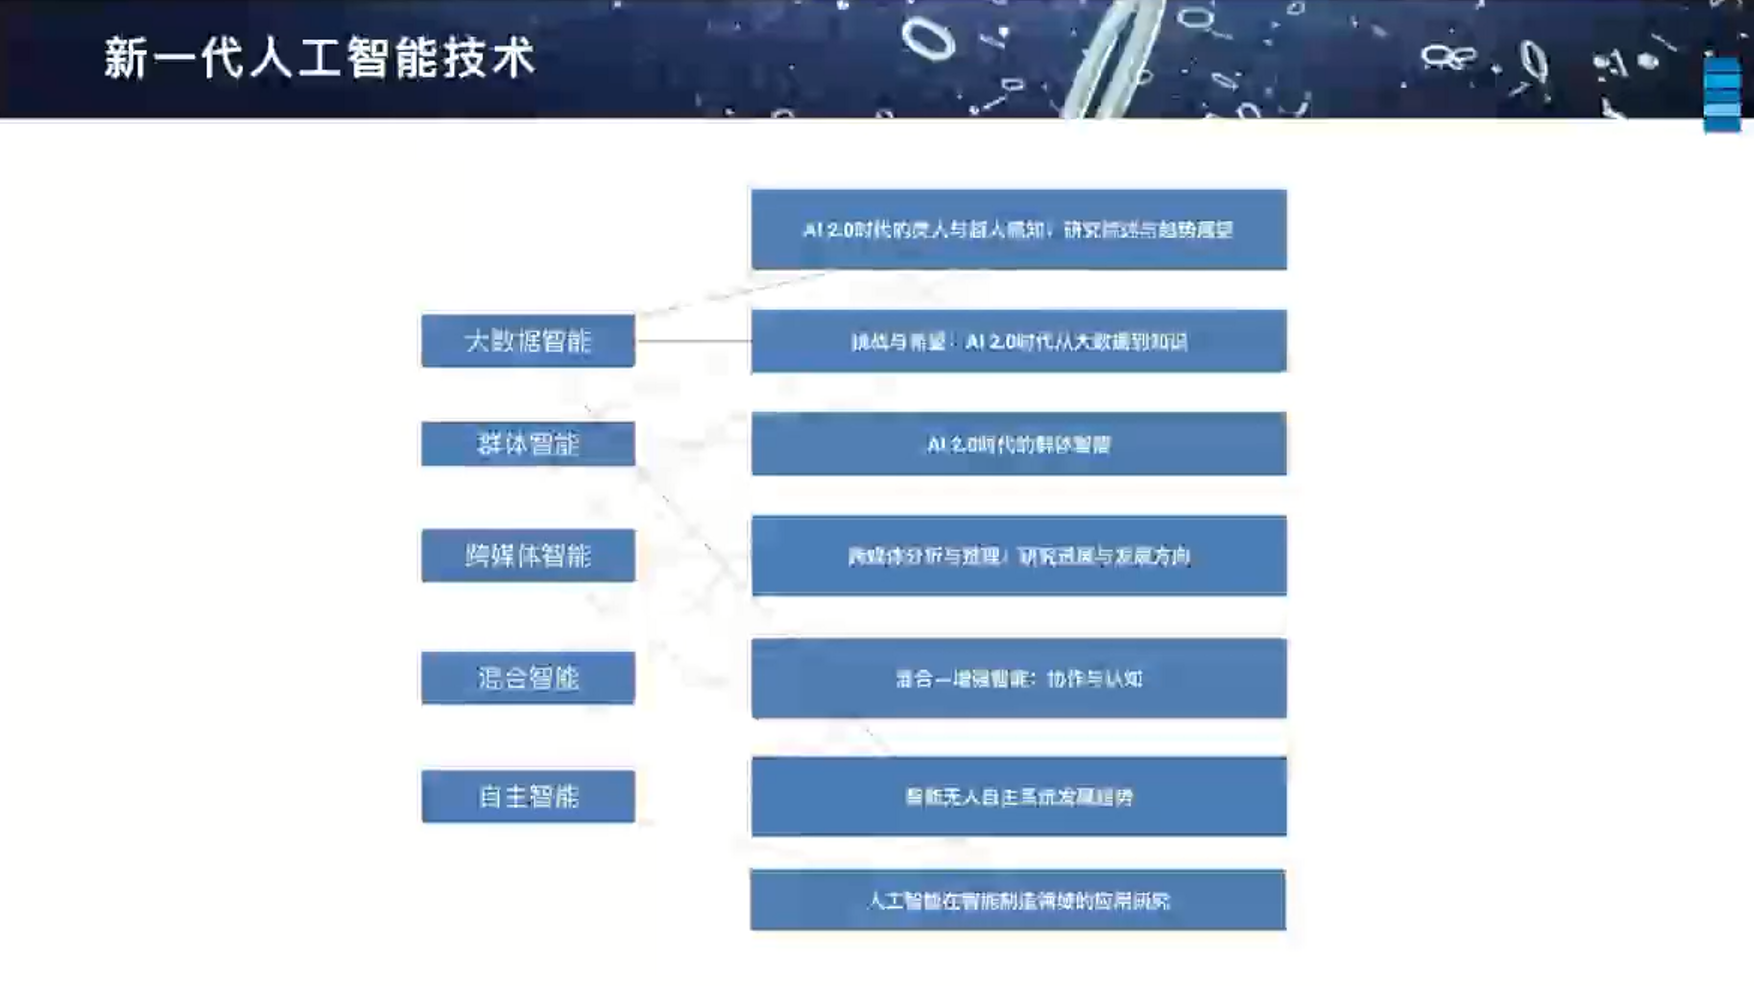 新一代人工智能技术
AI 2.0时代的类人与超人感知：研究综述与趋势展望
大数据智能
挑战与希望：AI 2.0时代从大数据到知识
群体智能
AI 2.0时代的群体智能
跨媒体智能
跨媒体分析与推理：研究进展与发展方向
混合智能
混合—增强智能：协作与认知
自主智能
智能无人自主系统发展趋势
人工智能在智能制造领域的应用研究